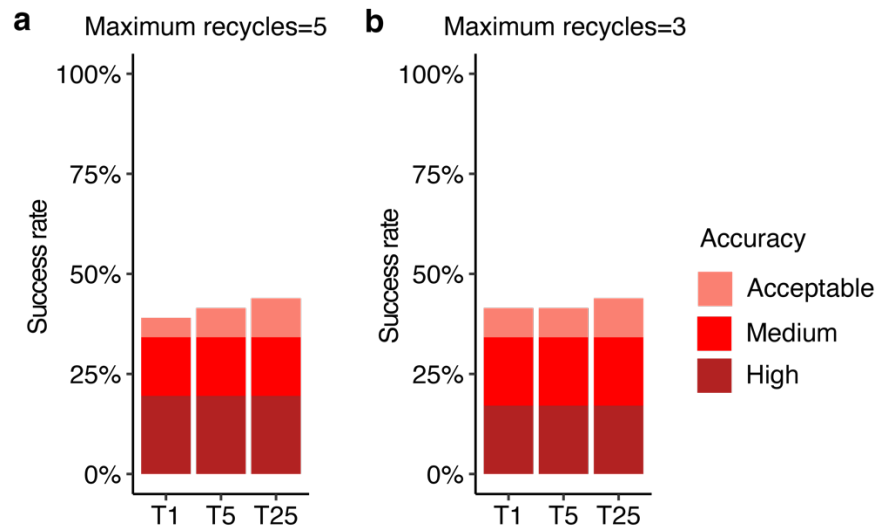 a Maximum recycles=5
100%
75%
50%
25%
0%
Success rate
T1 T5 T25
b Maximum recycles=3
100%
75%
50%
25%
0%
Success rate
T1 T5 T25
Accuracy
Acceptable
Medium
High